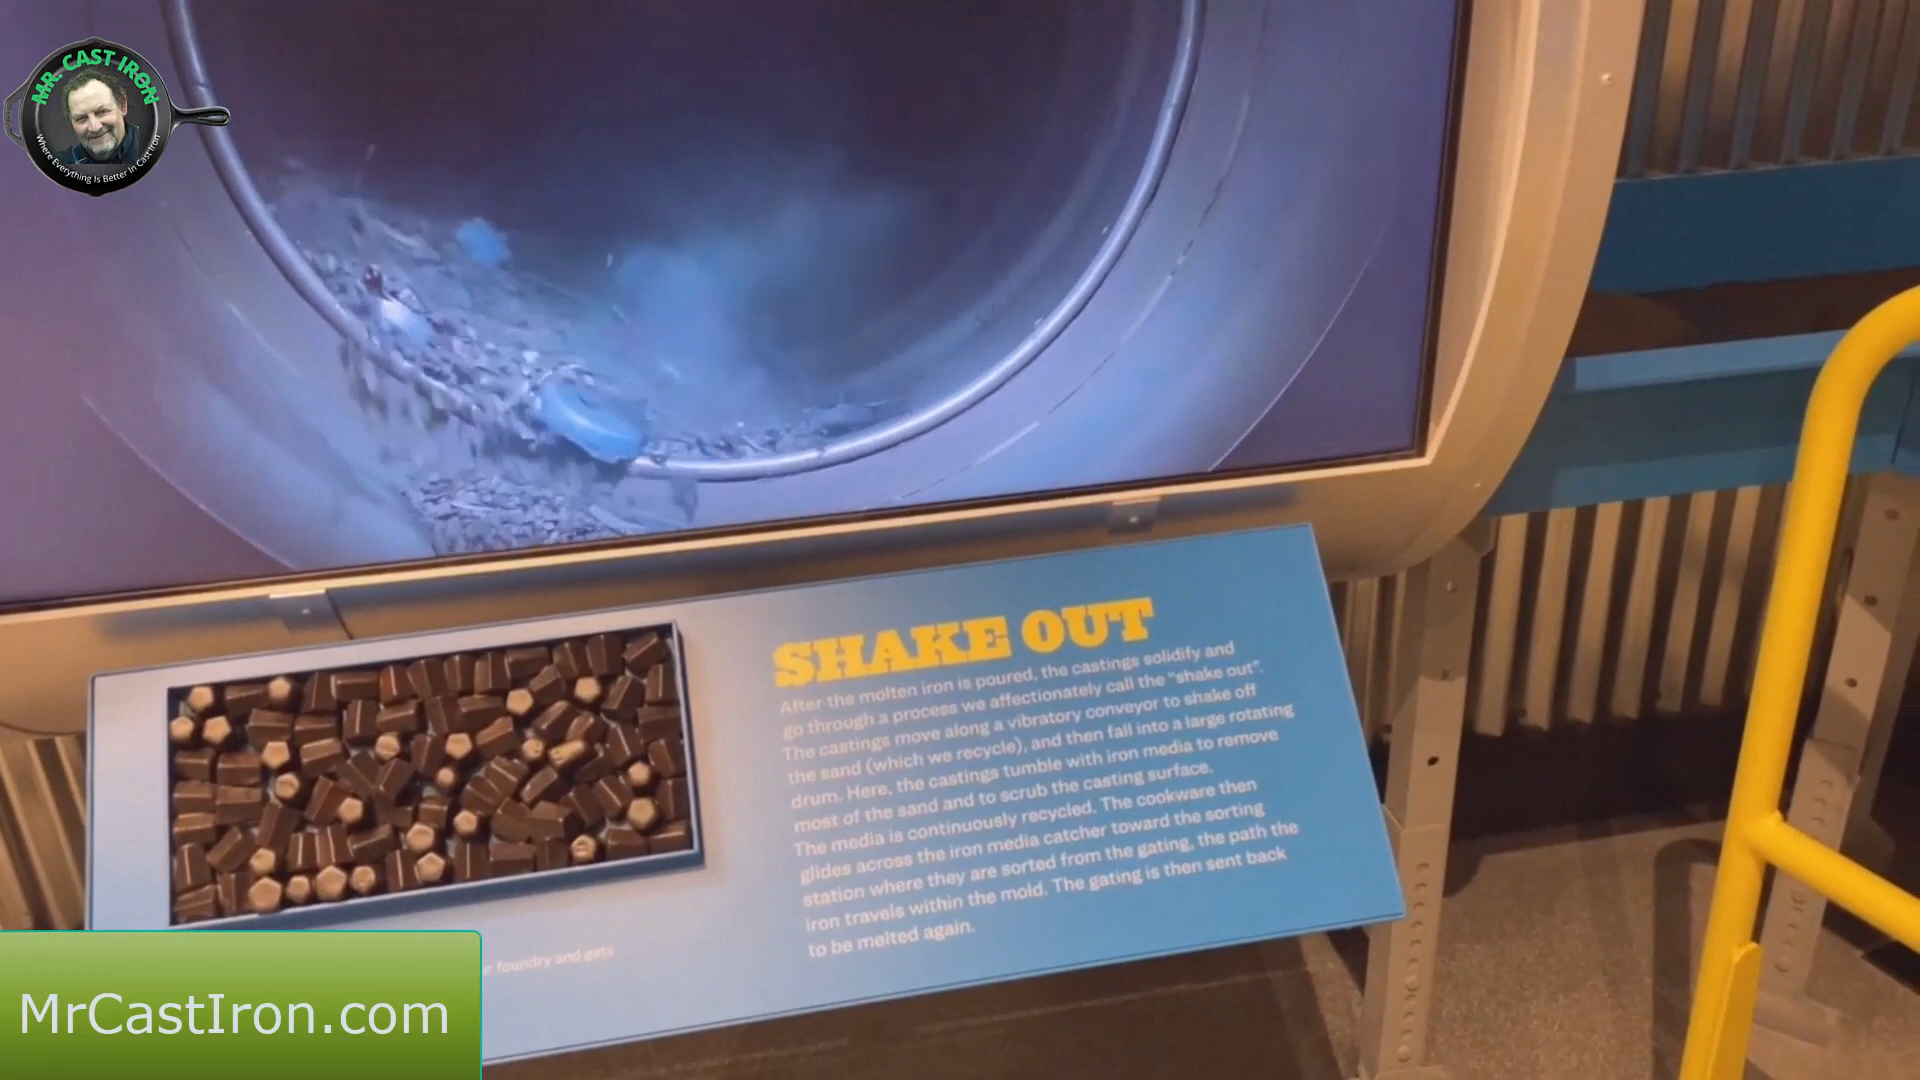 MR. CAST IRON
Where Everything Is Better In Cast Iron
SHAKE OUT
After the molten iron is poured, the castings solidify and
go through a process we affectionately call the "shake out".
The castings move along a vibratory conveyor to shake off
the sand (which we recycle), and then fall into a large rotating
drum. Here, the castings tumble with iron media to remove
most of the sand and to scrub the casting surface.
The media is continuously recycled. The cookware then
glides across the iron media catcher toward the sorting
station where they are sorted from the gating, the path the
iron travels within the mold. The gating is then sent back
to be melted again.
foundry and gets
MrCastIron.com